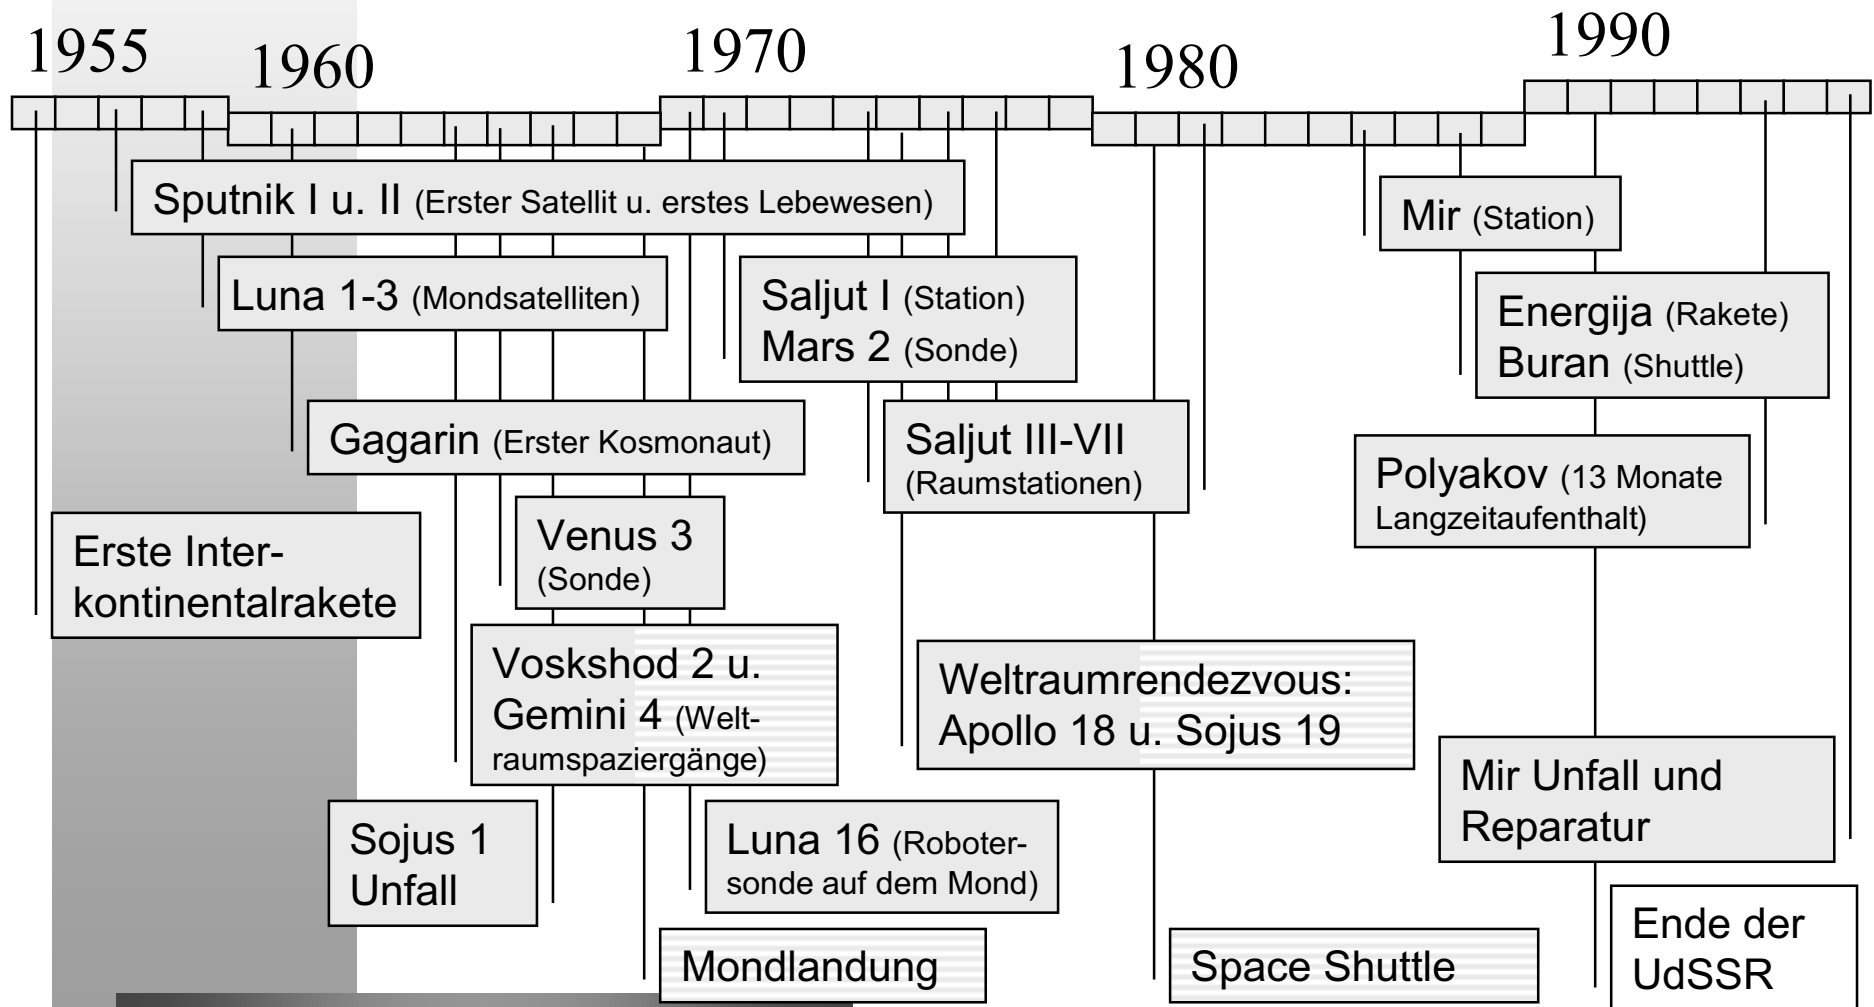 1955
1960
1970
1980
1990
Sputnik I u. II (Erster Satellit u. erstes Lebewesen)
Mir (Station)
Luna 1-3 (Mondsatelliten)
Saljut I (Station)
Mars 2 (Sonde)
Energija (Rakete)
Buran (Shuttle)
Gagarin (Erster Kosmonaut)
Saljut III-VII
(Raumstationen)
Polyakov (13 Monate
Langzeitaufenthalt)
Erste Inter-
kontinentalrakete
Venus 3
(Sonde)
Voskshod 2 u.
Gemini 4 (Welt-
raumspaziergänge)
Weltraumrendezvous:
Apollo 18 u. Sojus 19
Mir Unfall und
Reparatur
Sojus 1
Unfall
Luna 16 (Roboter-
sonde auf dem Mond)
Mondlandung
Space Shuttle
Ende der
UdSSR